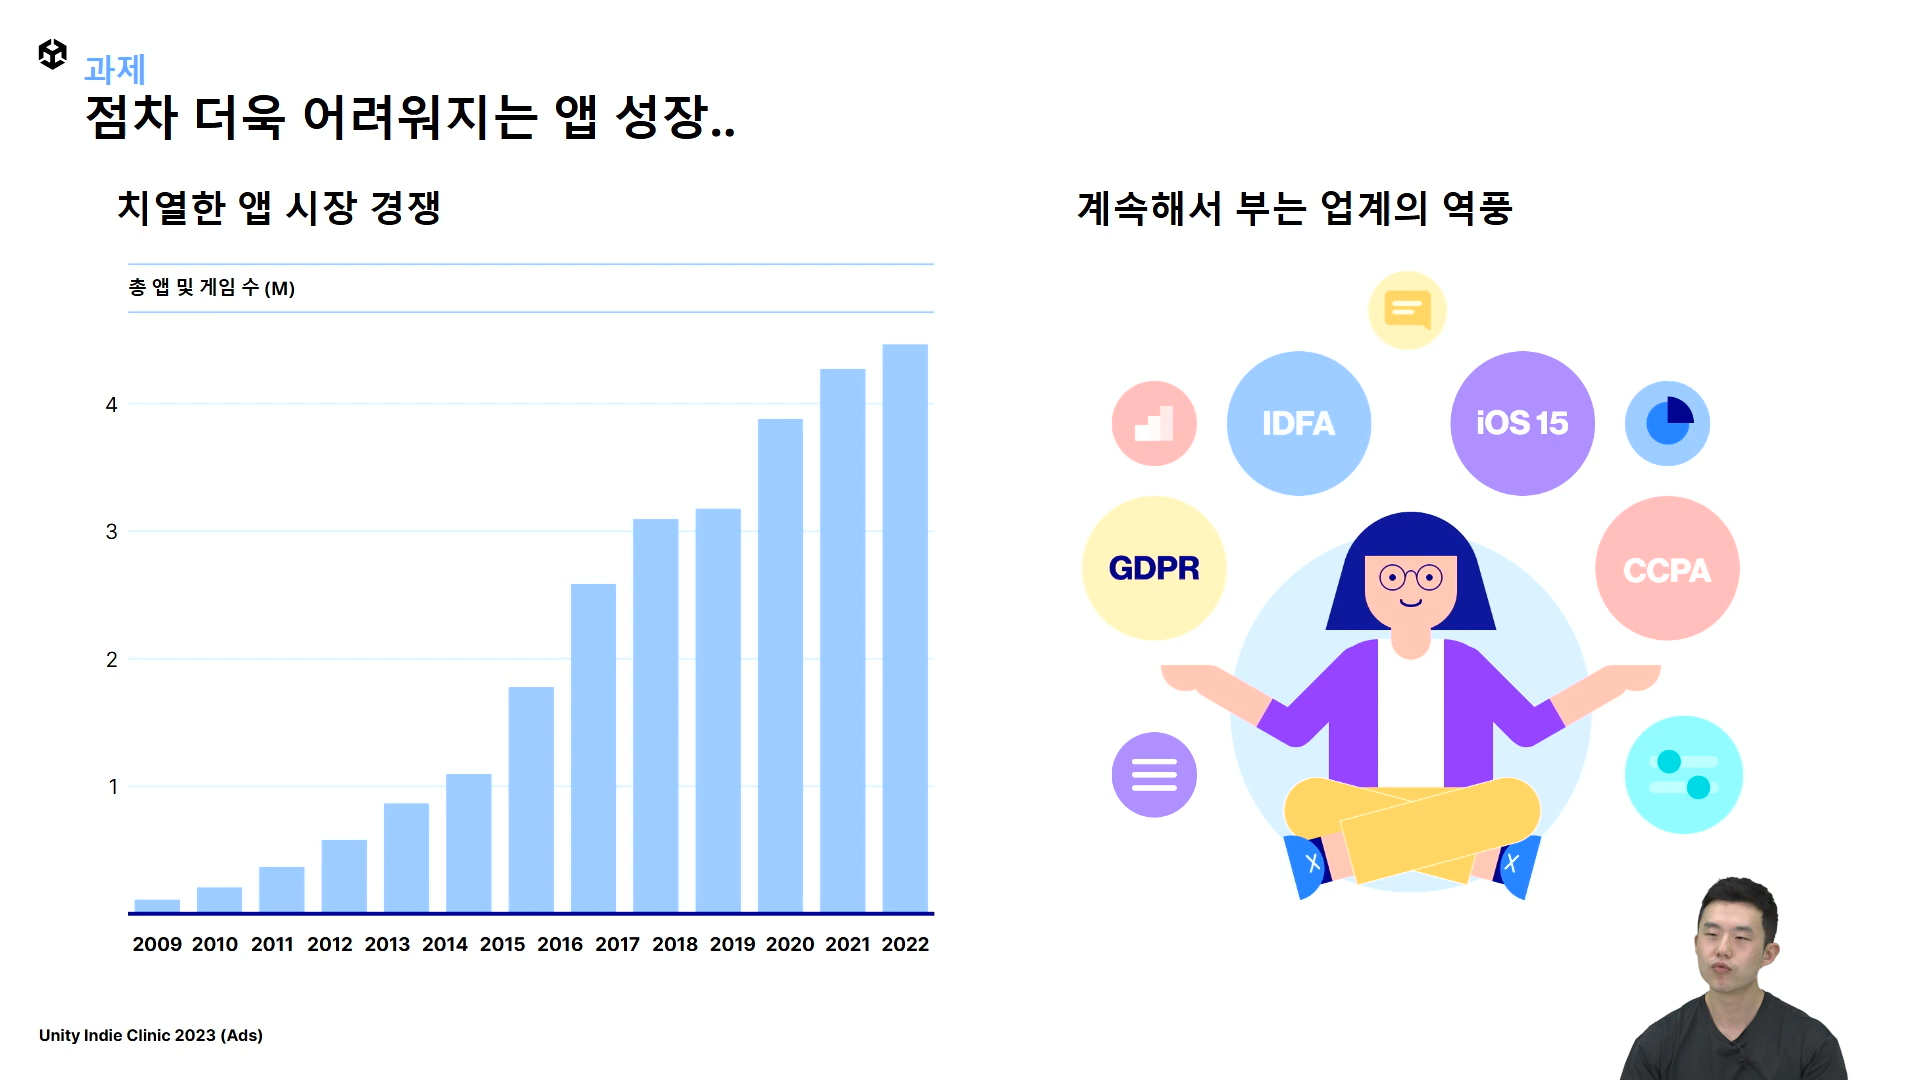 과제
점차 더욱 어려워지는 앱 성장..
치열한 앱 시장 경쟁
총 앱 및 게임 수 (M)
4
3
2
1
2009 2010 2011 2012 2013 2014 2015 2016 2017 2018 2019 2020 2021 2022
계속해서 부는 업계의 역풍
IDFA
iOS 15
GDPR
CCPA
Unity Indie Clinic 2023 (Ads)